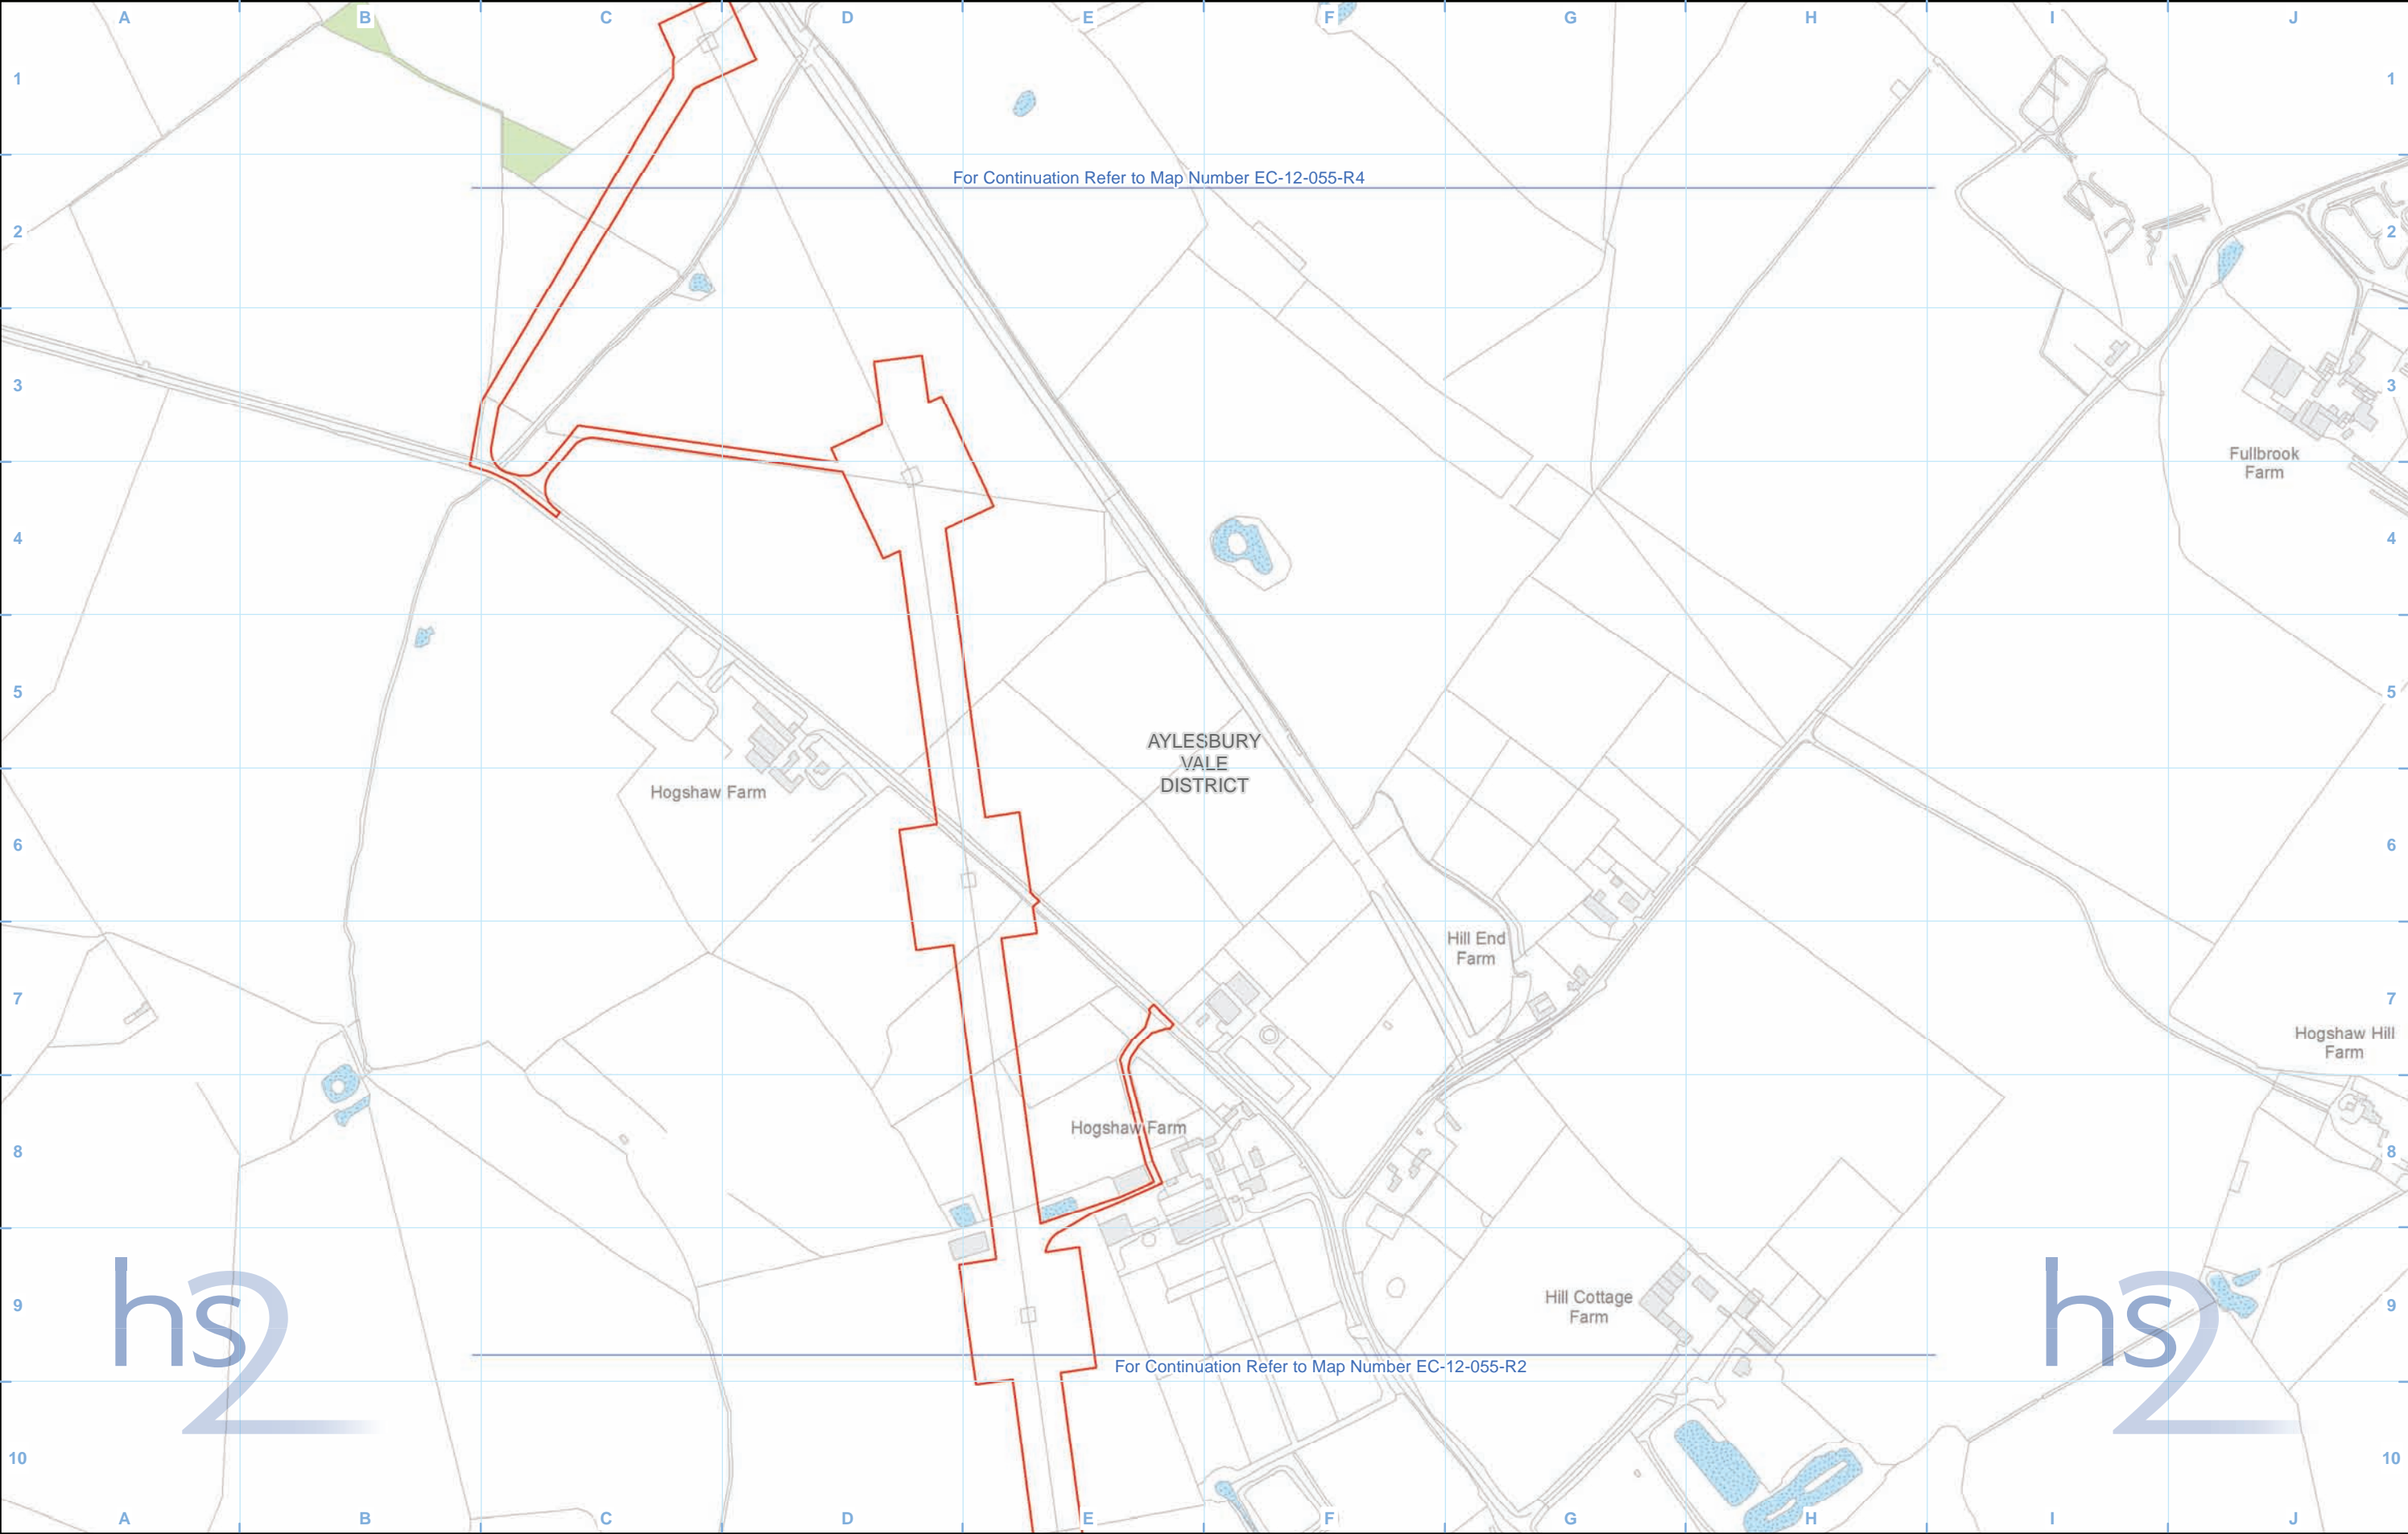 A B C D E F G H I J
1 1
For Continuation Refer to Map Number EC-12-055-R4
2 2
3 3
Fullbrook
Farm
4 4
5 5
AYLESBURY
VALE
DISTRICT
Hogshaw Farm
6 6
Hill End
Farm
7 7
Hogshaw Hill
Farm
Hogshaw Farm
8 8
hs2 hs2
Hill Cottage
Farm
9 9
For Continuation Refer to Map Number EC-12-055-R2
10 10
A B C D E F G H I J